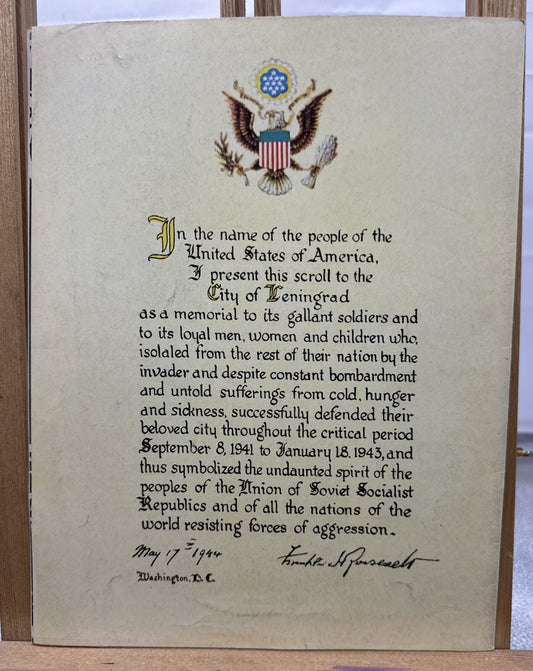 In the name of the people of the
United States of America,
I present this scroll to the
City of Leningrad
as a memorial to its gallant soldiers and
to its loyal men, women and children who,
isolaled from the rest of their nation by the
invader and despite constant bombardment
and untold sufferings from cold, hunger
and sickness, successfully defended their
beloved city throughout the critical period
September 8, 1941 to January 18, 1943, and
thus symbolized the undaunted spirit of the
peoples of the Union of Soviet Socialist
Republics and of all the nations of the
world resisting forces of aggression.
May 17th 1944
Franklin D Roosevelt
Washington, D.C.